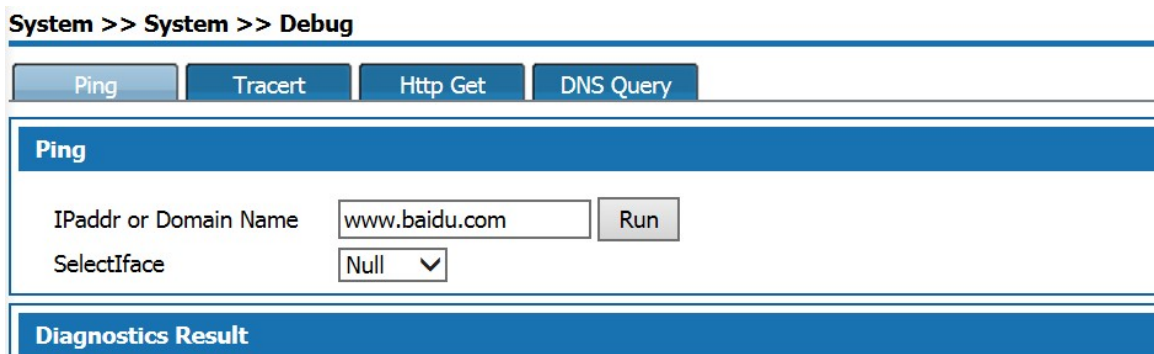 System >> System >> Debug
Ping Tracert Http Get DNS Query
Ping
IPaddr or Domain Name www.baidu.com Run
SelectIface Null
Diagnostics Result